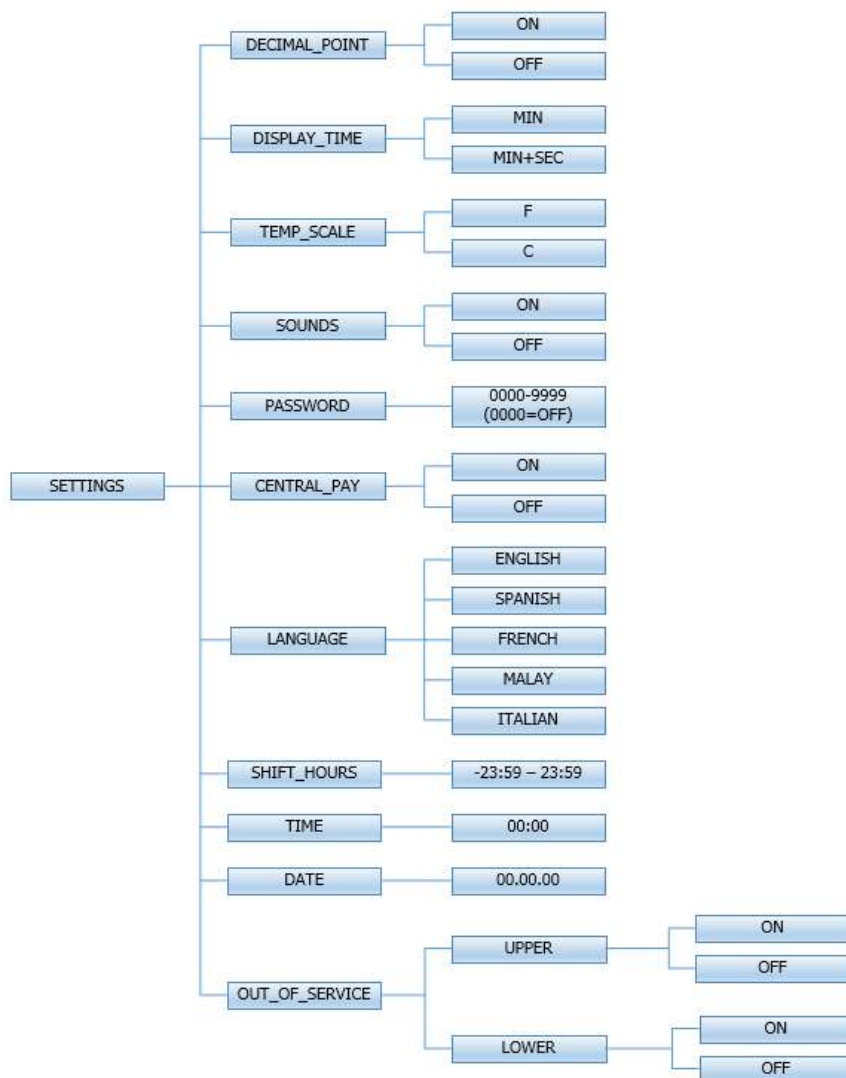 DECIMAL_POINT
ON
OFF
DISPLAY_TIME
MIN
MIN+SEC
TEMP_SCALE
F
C
SOUNDS
ON
OFF
PASSWORD
0000-9999
(0000=OFF)
SETTINGS
CENTRAL_PAY
ON
OFF
LANGUAGE
ENGLISH
SPANISH
FRENCH
MALAY
ITALIAN
SHIFT_HOURS
-23:59 – 23:59
TIME
00:00
DATE
00.00.00
OUT_OF_SERVICE
UPPER
ON
OFF
LOWER
ON
OFF